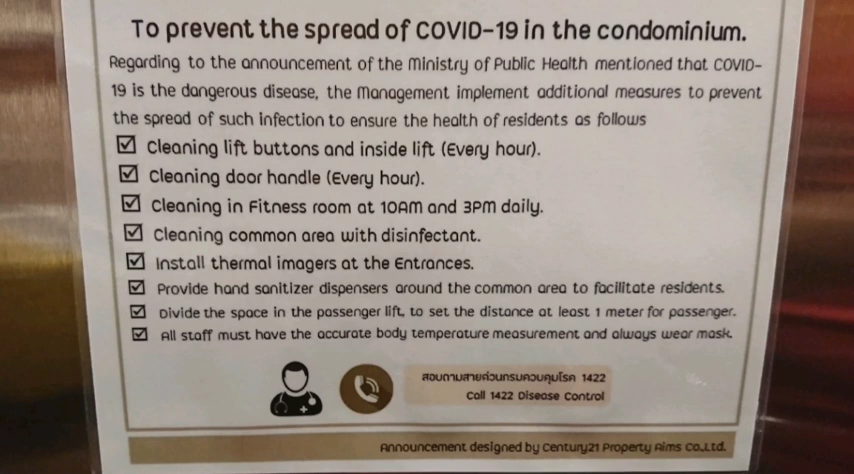 To prevent the spread of COVID-19 in the condominium.
Regarding to the announcement of the Ministry of Public Health mentioned that COVID-
19 is the dangerous disease, the Management implement additional measures to prevent
the spread of such infection to ensure the health of residents as follows
☑ Cleaning lift buttons and inside lift (Every hour).
☑ Cleaning door handle (Every hour).
☑ Cleaning in Fitness room at 10AM and 3PM daily.
☑ Cleaning common area with disinfectant.
☑ Install thermal imagers at the Entrances.
☑ Provide hand sanitizer dispensers around the common area to facilitate residents.
☑ Divide the space in the passenger lift, to set the distance at least 1 meter for passenger.
☑ All staff must have the accurate body temperature measurement and always wear mask.
สอบถามสายด่วนกรมควบคุมโรค 1422
Call 1422 Disease Control
Announcement designed by Century21 Property Aims Co.,Ltd.